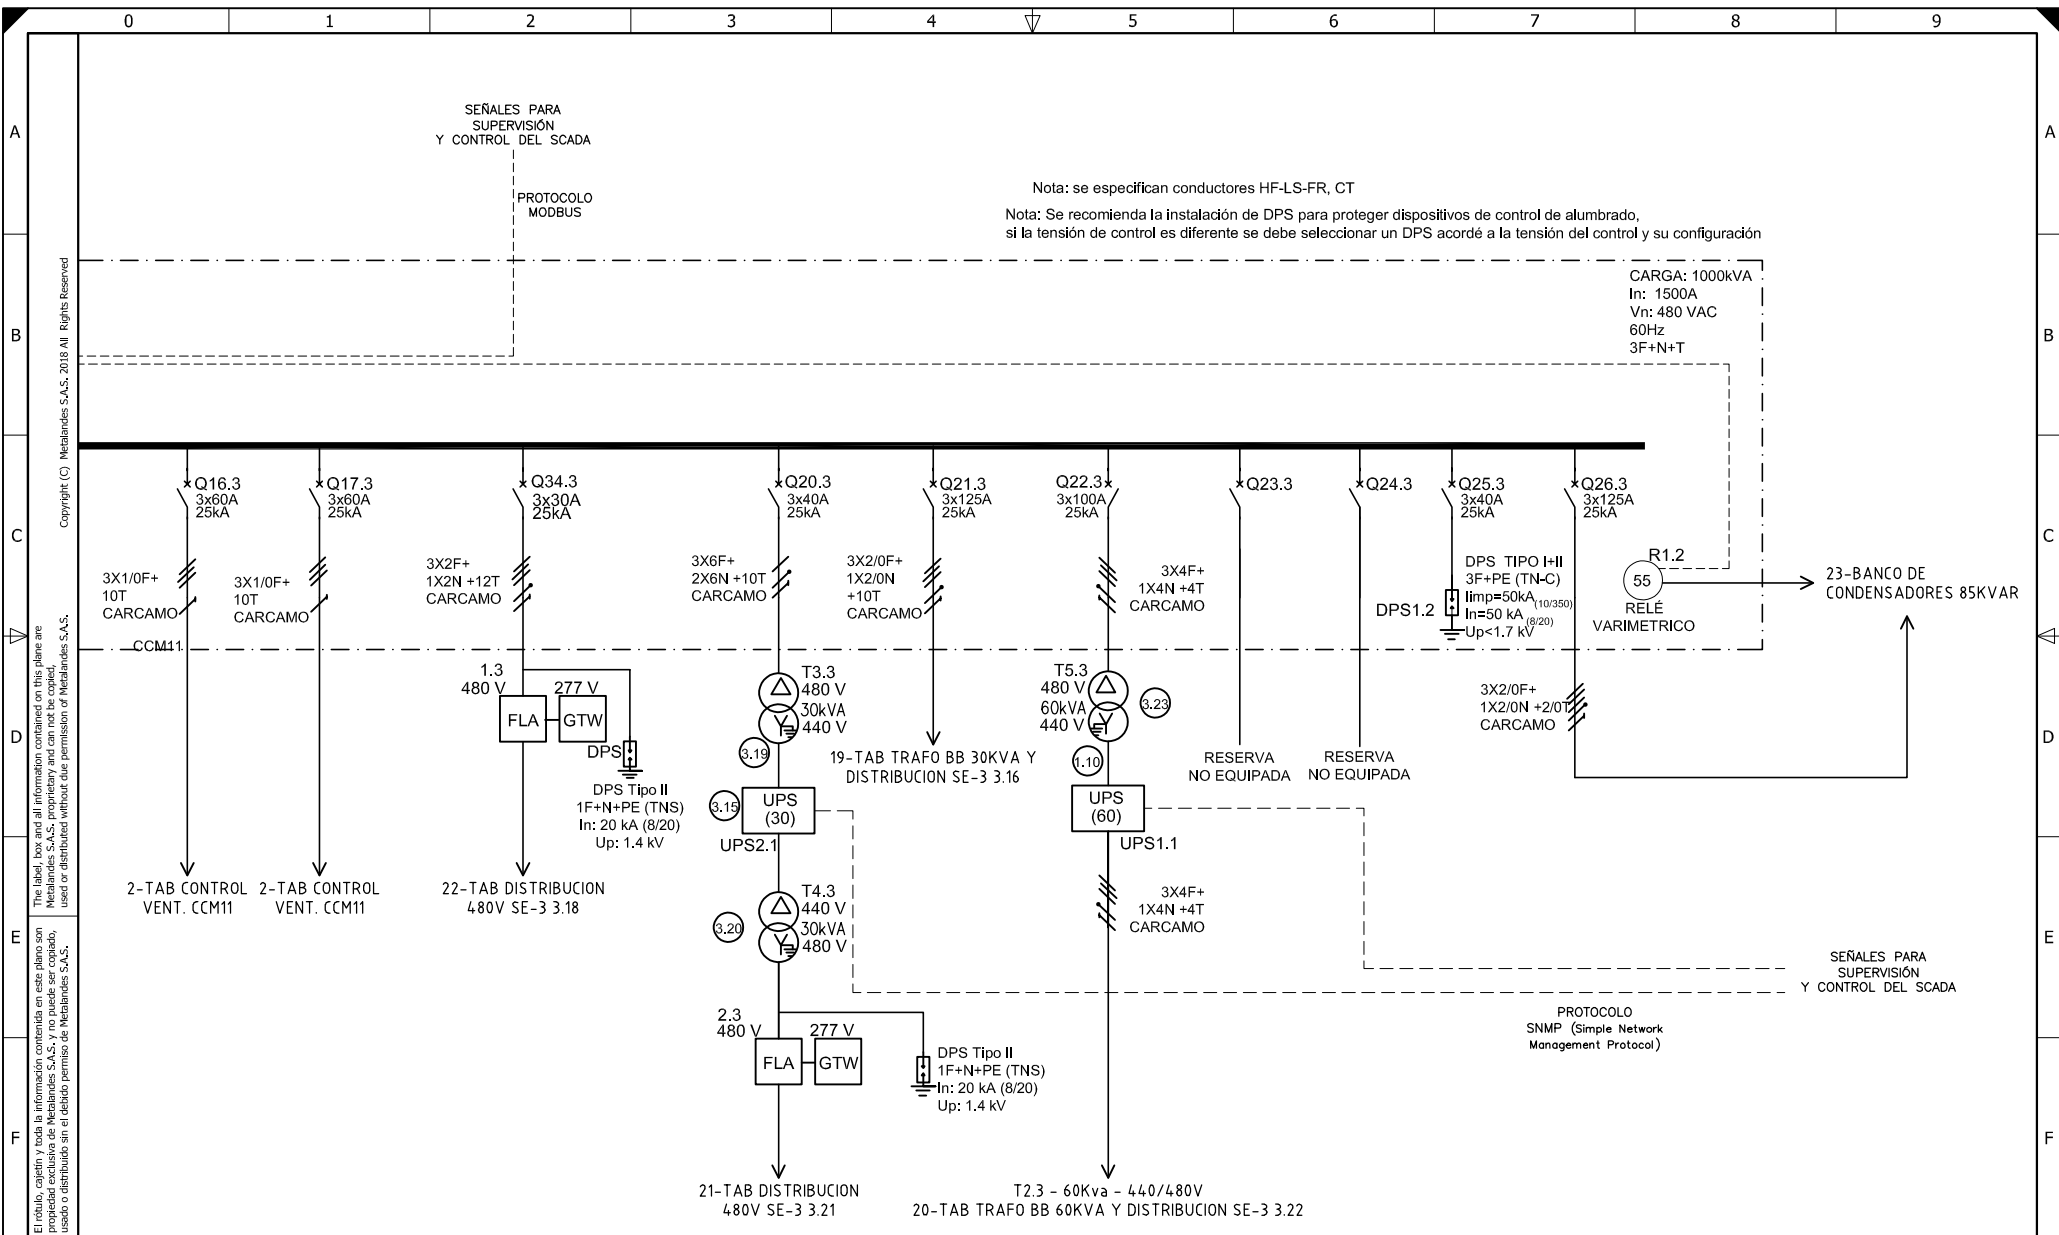 0 1 2 3 4 5 6 7 8 9
A
B
C
D
E
F
A
B
C
D
E
F
Copyright (C) Metalandes S.A.S. 2018 All Rights Reserved
The label, box and all information contained on this plane are
Metalandes S.A.S. proprietary and can not be copied,
used or distributed without due permission of Metalandes S.A.S.
El rótulo, cajetín y toda la información contenida en este plano son
propiedad exclusiva de Metalandes S.A.S. y no puede ser copiado,
usado o distribuido sin el debido permiso de Metalandes S.A.S.
SEÑALES PARA
SUPERVISIÓN
Y CONTROL DEL SCADA
PROTOCOLO
MODBUS
Nota: se especifican conductores HF-LS-FR, CT
Nota: Se recomienda la instalación de DPS para proteger dispositivos de control de alumbrado,
si la tensión de control es diferente se debe seleccionar un DPS acordé a la tensión del control y su configuración
CARGA: 1000kVA
In: 1500A
Vn: 480 VAC
60Hz
3F+N+T
Q16.3
3x60A
25kA
3X1/0F+
10T
CARCAMO
CCM11
2-TAB CONTROL
VENT. CCM11
Q17.3
3x60A
25kA
3X1/0F+
10T
CARCAMO
2-TAB CONTROL
VENT. CCM11
Q34.3
3x30A
25kA
3X2F+
1X2N +12T
CARCAMO
1.3
480 V
277 V
FLA
GTW
DPS
DPS Tipo II
1F+N+PE (TNS)
In: 20 kA (8/20)
Up: 1.4 kV
22-TAB DISTRIBUCION
480V SE-3 3.18
Q20.3
3x40A
25kA
3X6F+
2X6N +10T
CARCAMO
T3.3
480 V
30kVA
440 V
3.19
3.15
UPS
(30)
UPS2.1
T4.3
440 V
30kVA
480 V
3.20
2.3
480 V
277 V
FLA
GTW
DPS Tipo II
1F+N+PE (TNS)
In: 20 kA (8/20)
Up: 1.4 kV
21-TAB DISTRIBUCION
480V SE-3 3.21
Q21.3
3x125A
25kA
3X2/0F+
1X2/0N
+10T
CARCAMO
19-TAB TRAFO BB 30KVA Y
DISTRIBUCION SE-3 3.16
Q22.3
3x100A
25kA
3X4F+
1X4N +4T
CARCAMO
T5.3
480 V
60kVA
440 V
3.23
1.10
UPS
(60)
UPS1.1
3X4F+
1X4N +4T
CARCAMO
T2.3 - 60Kva - 440/480V
20-TAB TRAFO BB 60KVA Y DISTRIBUCION SE-3 3.22
Q23.3
RESERVA
NO EQUIPADA
Q24.3
RESERVA
NO EQUIPADA
Q25.3
3x40A
25kA
DPS TIPO I+II
3F+PE (TN-C)
Iimp=50kA (10/350)
In=50 kA (8/20)
Up<1.7 kV
DPS1.2
Q26.3
3x125A
25kA
3X2/0F+
1X2/0N +2/0T
CARCAMO
R1.2
55
RELÉ
VARIMETRICO
23-BANCO DE
CONDENSADORES 85KVAR
SEÑALES PARA
SUPERVISIÓN
Y CONTROL DEL SCADA
PROTOCOLO
SNMP (Simple Network
Management Protocol)